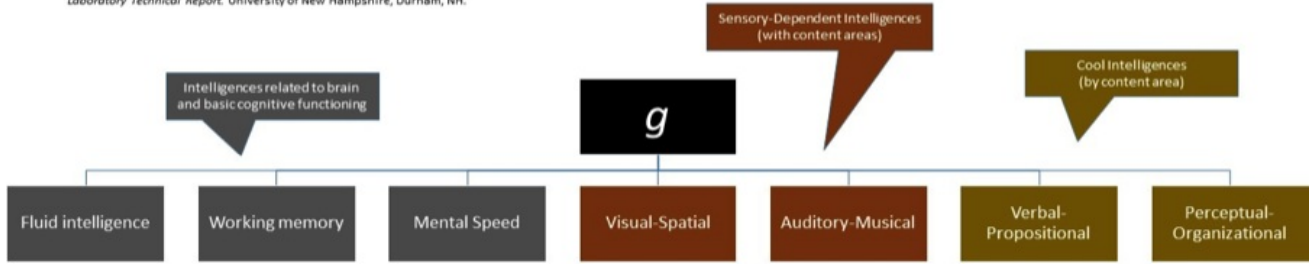 Laboratory Technical Report. University of New Hampshire, Durham, NH.
Sensory-Dependent Intelligences
(with content areas)
Cool Intelligences
(by content area)
Intelligences related to brain
and basic cognitive functioning
g
Fluid intelligence
Working memory
Mental Speed
Visual-Spatial
Auditory-Musical
Verbal-
Propositional
Perceptual-
Organizational